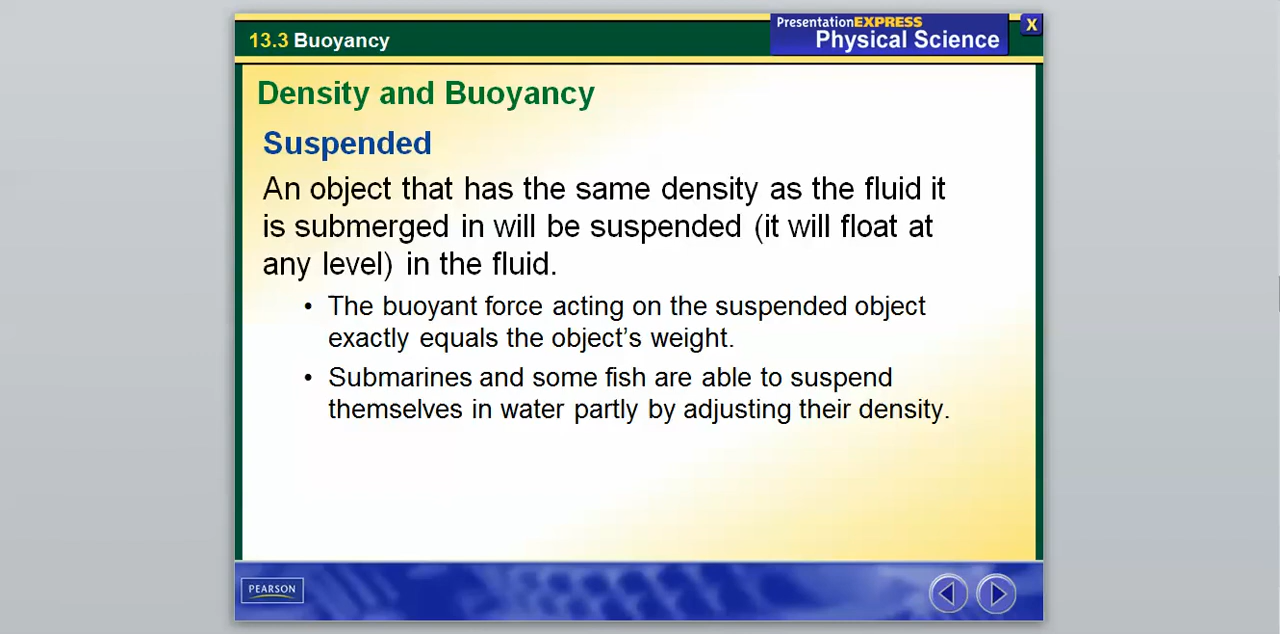 PresentationEXPRESS
13.3 Buoyancy
Physical Science
X
Density and Buoyancy
Suspended
An object that has the same density as the fluid it
is submerged in will be suspended (it will float at
any level) in the fluid.
• The buoyant force acting on the suspended object
exactly equals the object’s weight.
• Submarines and some fish are able to suspend
themselves in water partly by adjusting their density.
PEARSON